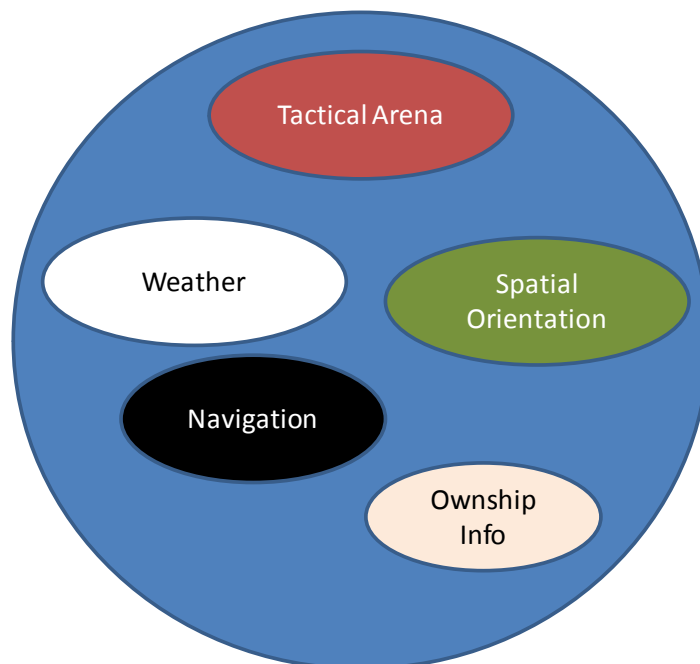 Tactical Arena
Weather
Spatial
Orientation
Navigation
Ownship
Info